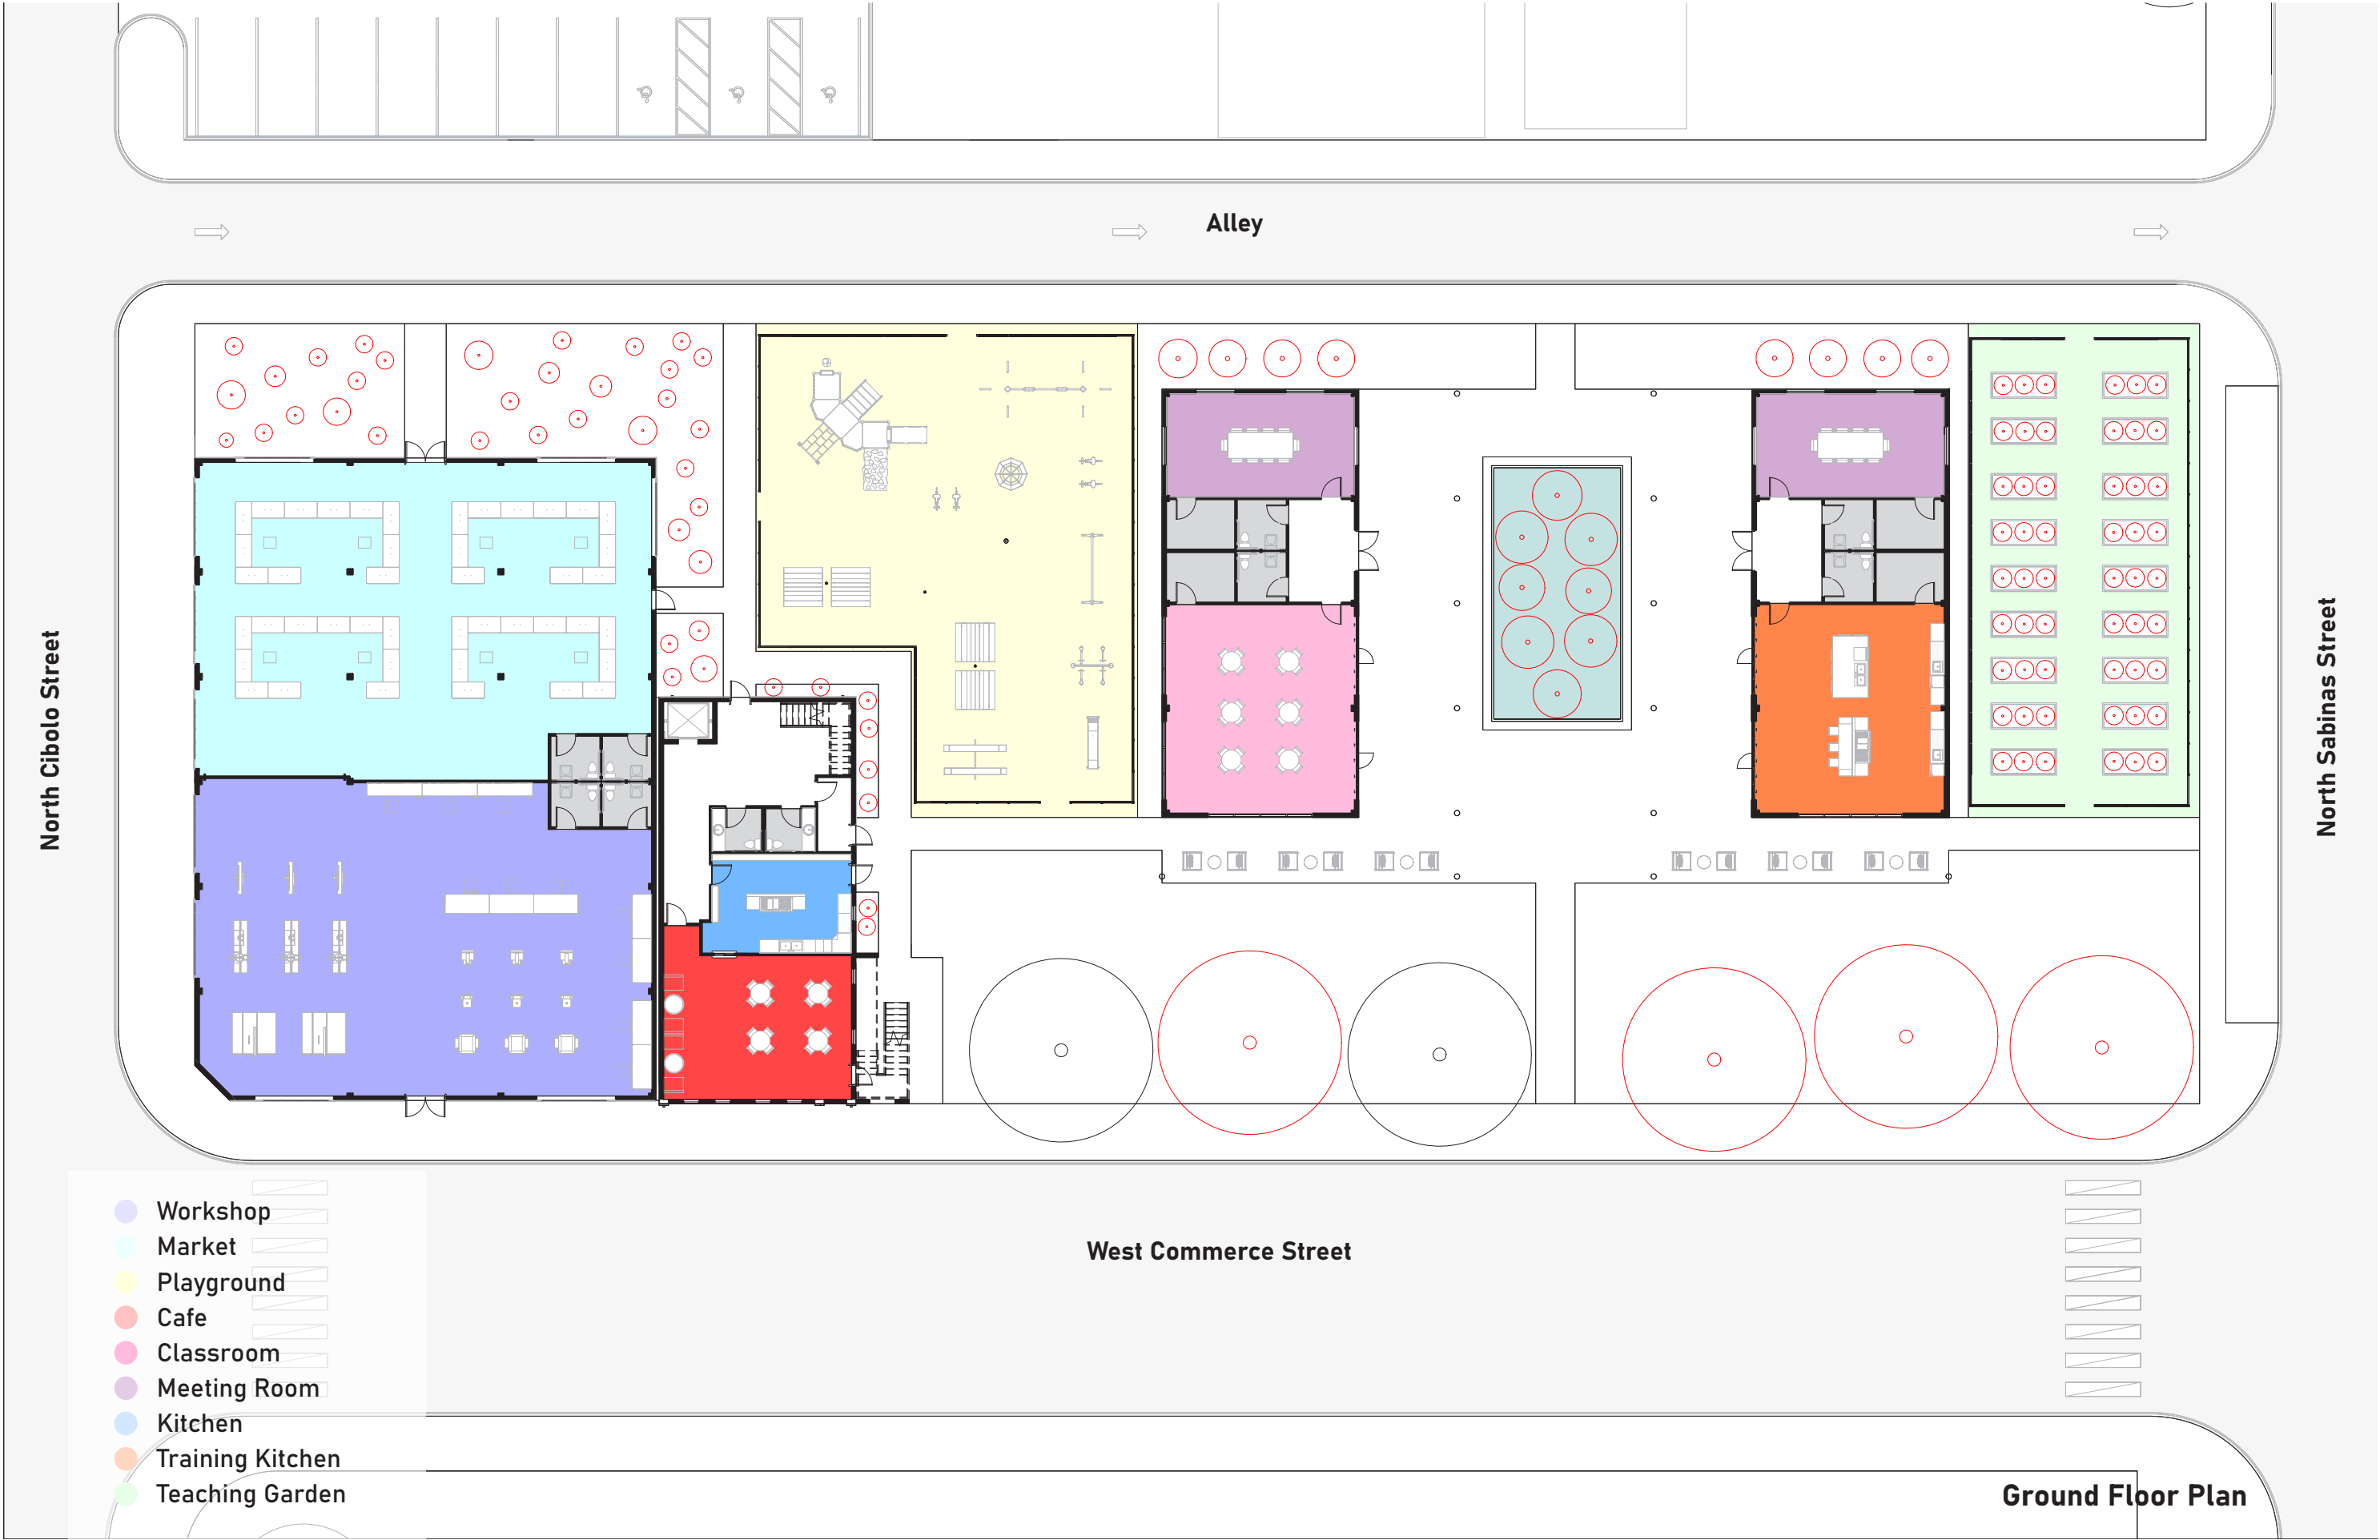 Alley
North Cibolo Street
North Sabinas Street
West Commerce Street
Workshop
Market
Playground
Cafe
Classroom
Meeting Room
Kitchen
Training Kitchen
Teaching Garden
Ground Floor Plan